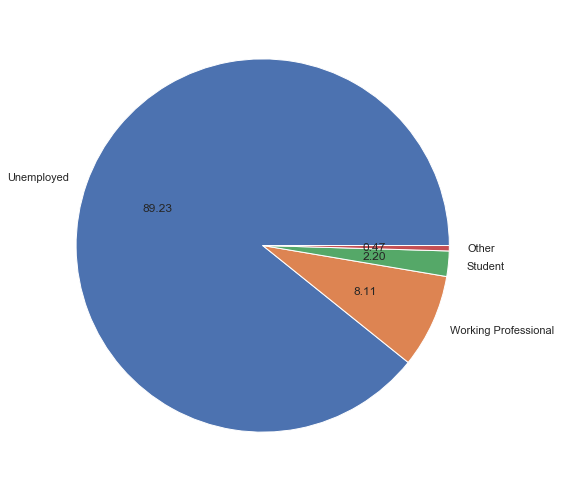 Unemployed
89.23
0.47
Other
2.20
Student
8.11
Working Professional